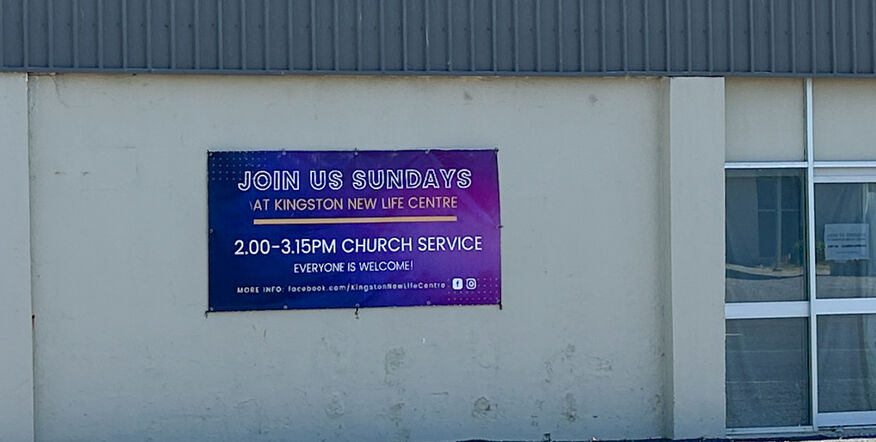 JOIN US SUNDAYS
AT KINGSTON NEW LIFE CENTRE
2.00-3.15PM CHURCH SERVICE
EVERYONE IS WELCOME!
MORE INFO: facebook.com/KingstonNewLifeCentre